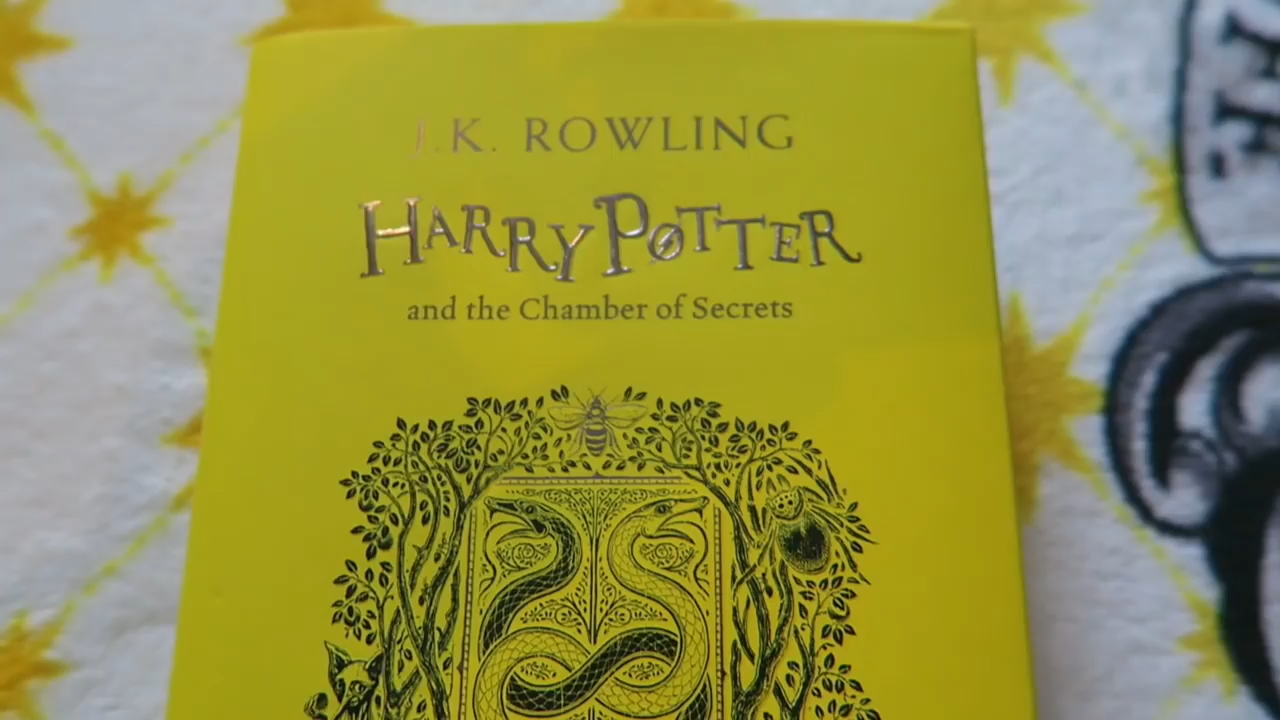 J.K. ROWLING
HARRY POTTER
and the Chamber of Secrets